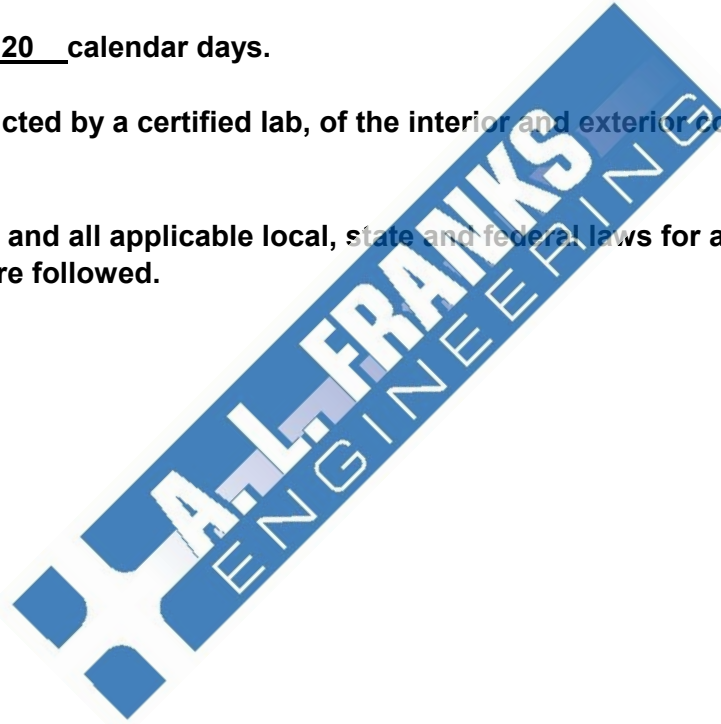 20 calendar days.
cted by a certified lab, of the interior and exterior co
and all applicable local, state and federal laws for a
re followed.
A. L. FRANKS
ENGINEERING